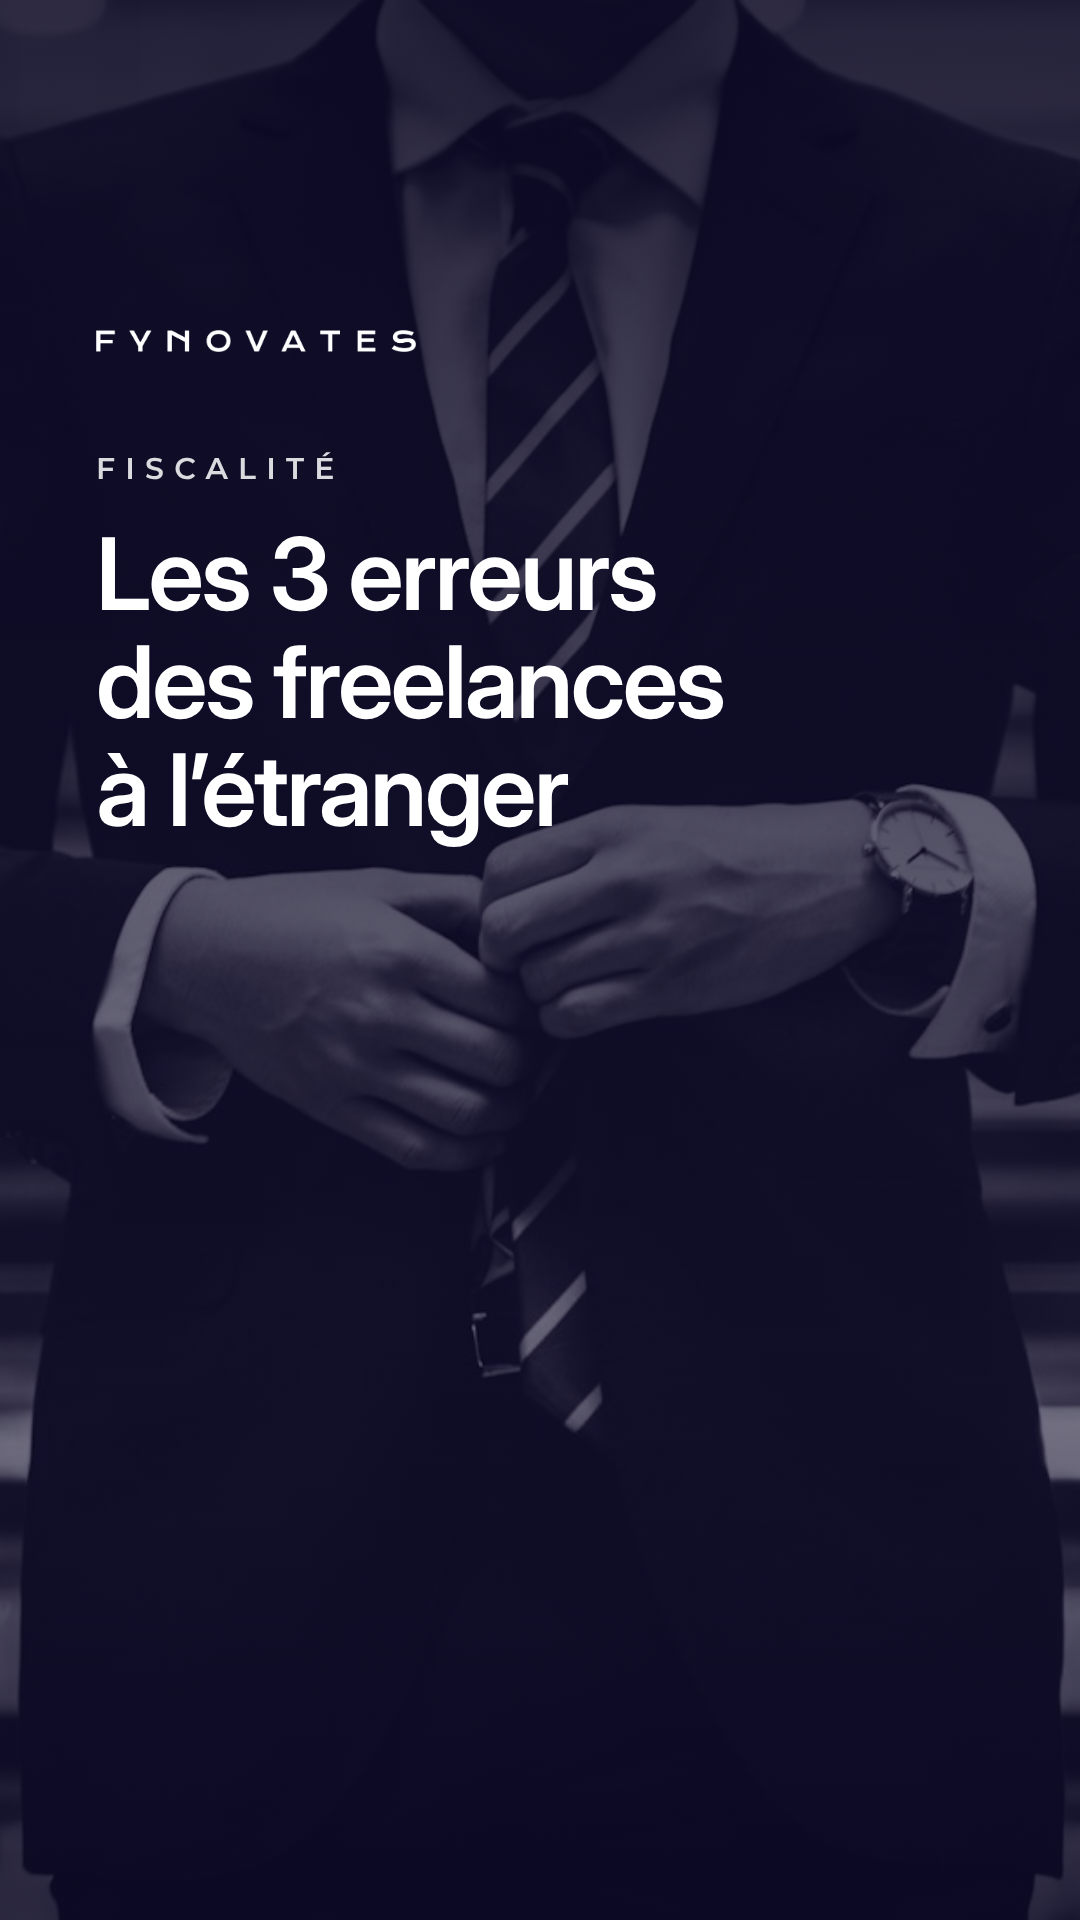 FYNOVATES
FISCALITÉ
Les 3 erreurs
des freelances
à l’étranger